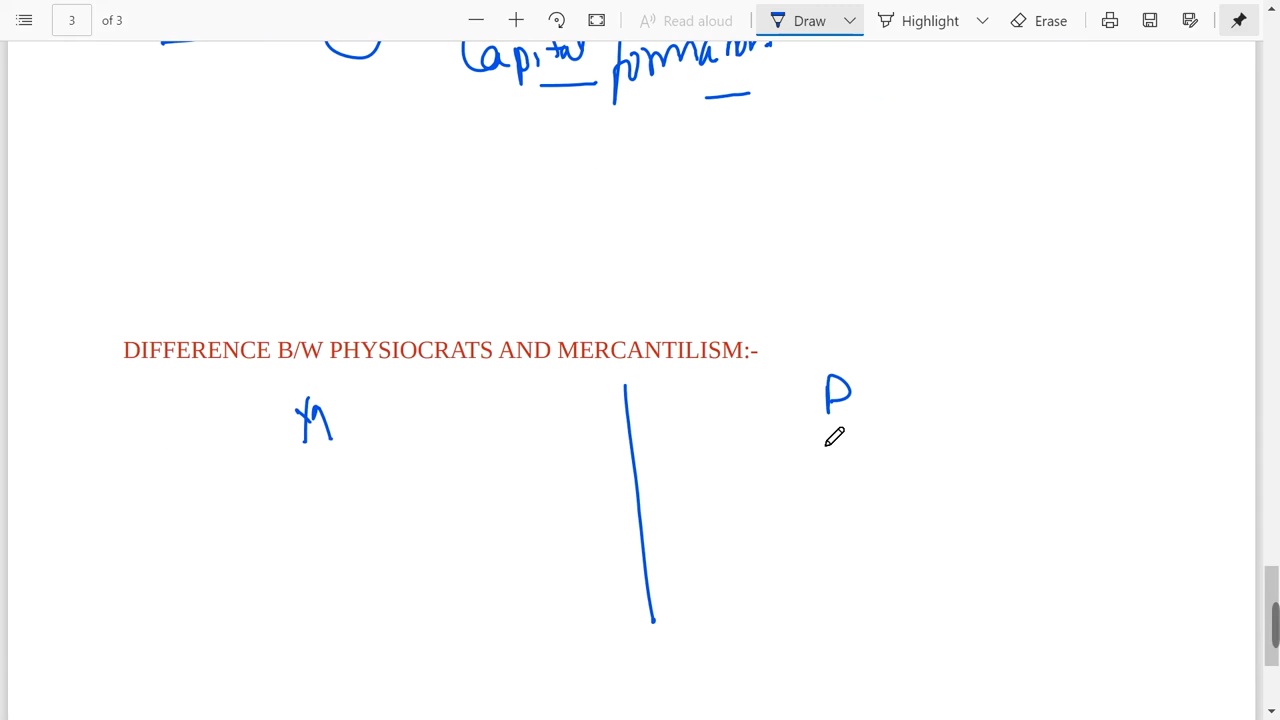 3 of 3 Read aloud Draw Highlight Erase
Capital formation.
DIFFERENCE B/W PHYSIOCRATS AND MERCANTILISM:-
M P